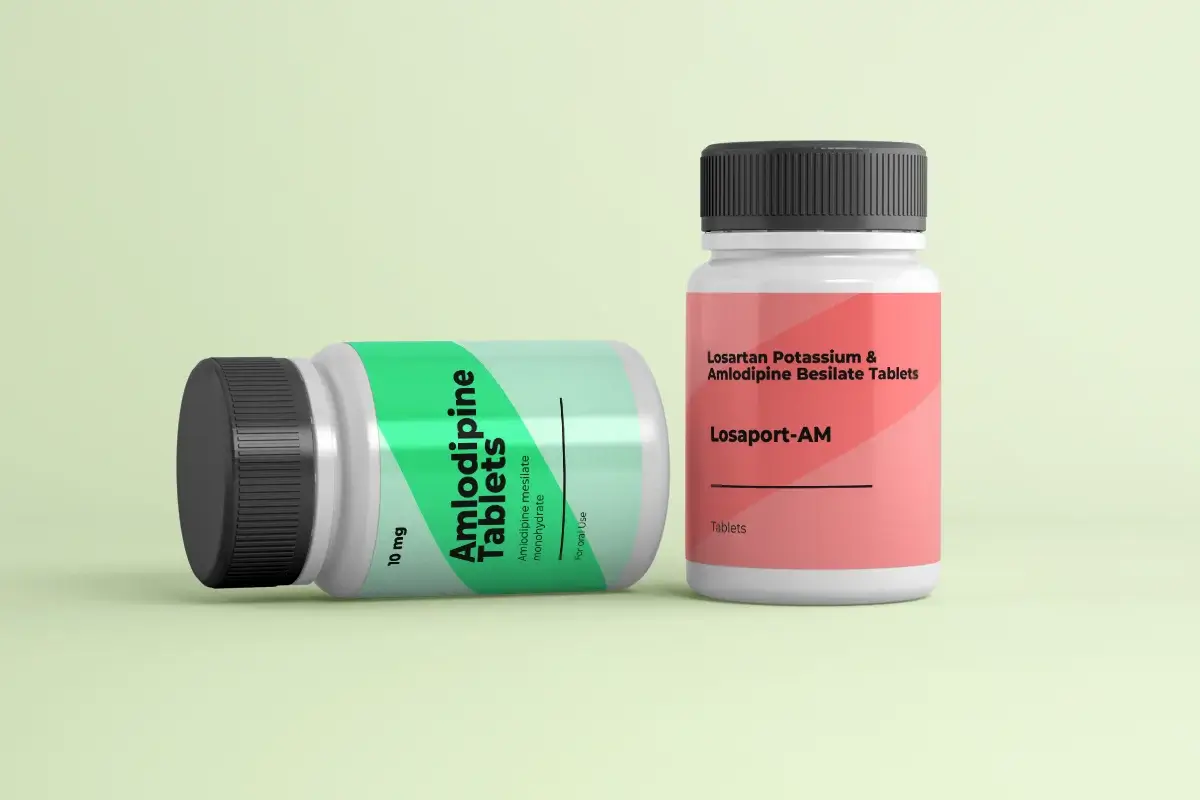 10 mg
Amlodipine
Tablets
Amlodipine mesilate
monohydrate
For oral Use
Losartan Potassium &
Amlodipine Besilate Tablets
Losaport-AM
Tablets